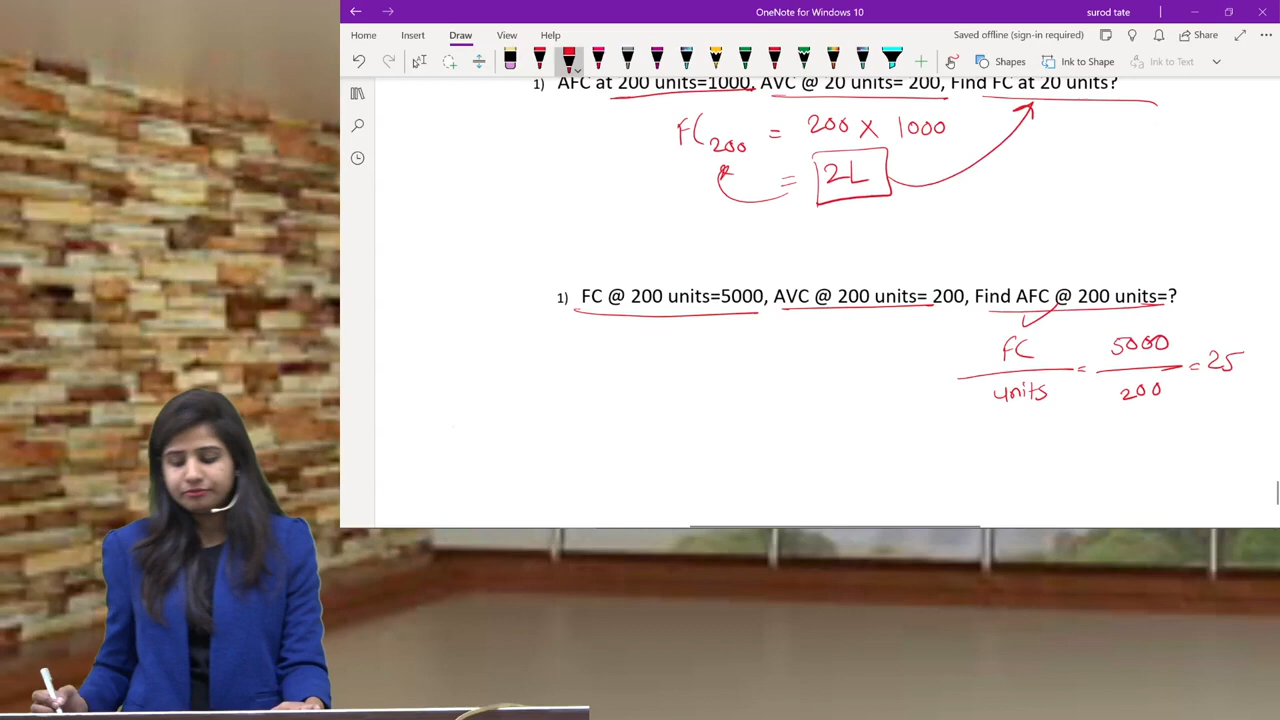 OneNote for Windows 10
surod tate
Home Insert Draw View Help
Saved offline (sign-in required)
Share
Shapes
Ink to Shape
Ink to Text
1) AFC at 200 units=1000, AVC @ 20 units= 200, Find FC at 20 units?
FC 200 = 200 X 1000
= 2L
1) FC @ 200 units=5000, AVC @ 200 units= 200, Find AFC @ 200 units=?
FC / units = 5000 / 200 = 25